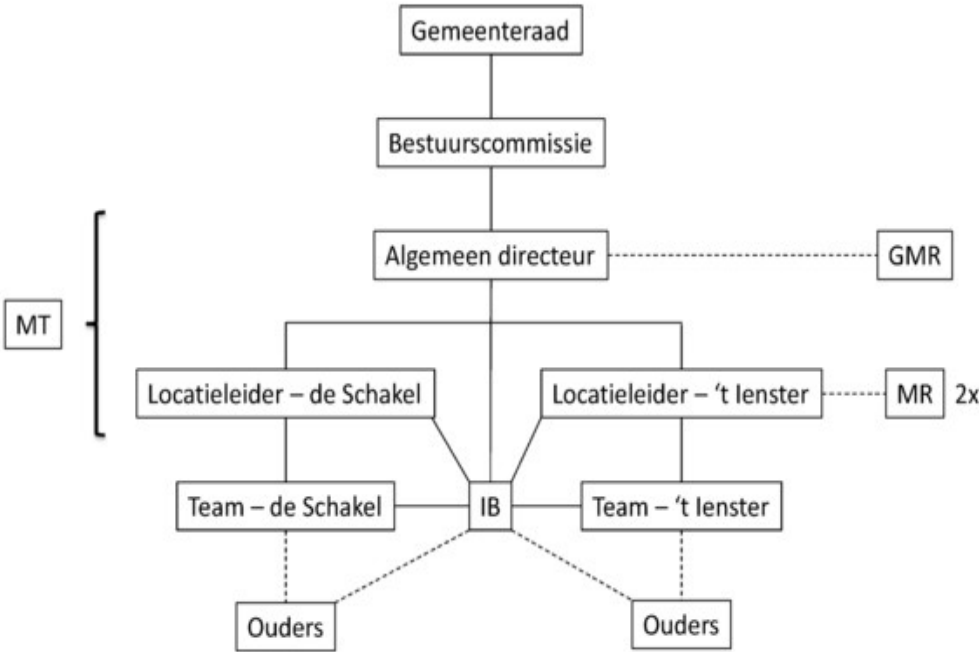 Gemeenteraad
Bestuurscommissie
Algemeen directeur
GMR
MT
Locatieleider – de Schakel
Locatieleider – ‘t Ienster
MR 2x
Team – de Schakel
IB
Team – ‘t Ienster
Ouders
Ouders